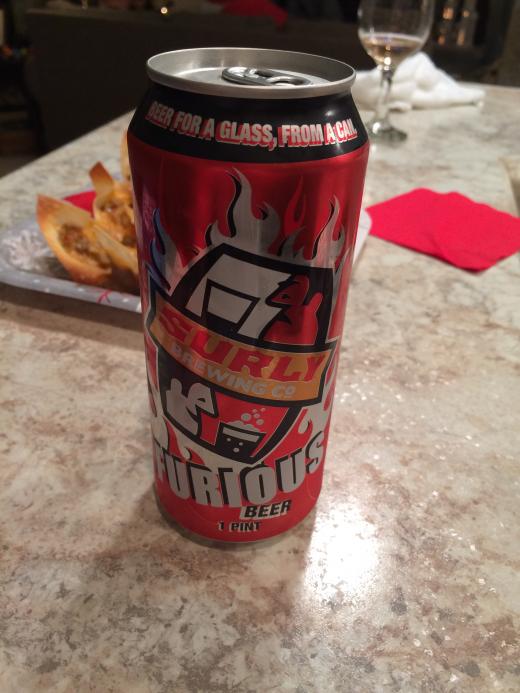 BEER FOR A GLASS, FROM A CAN.
SURLY
BREWING CO
FURIOUS
BEER
1 PINT